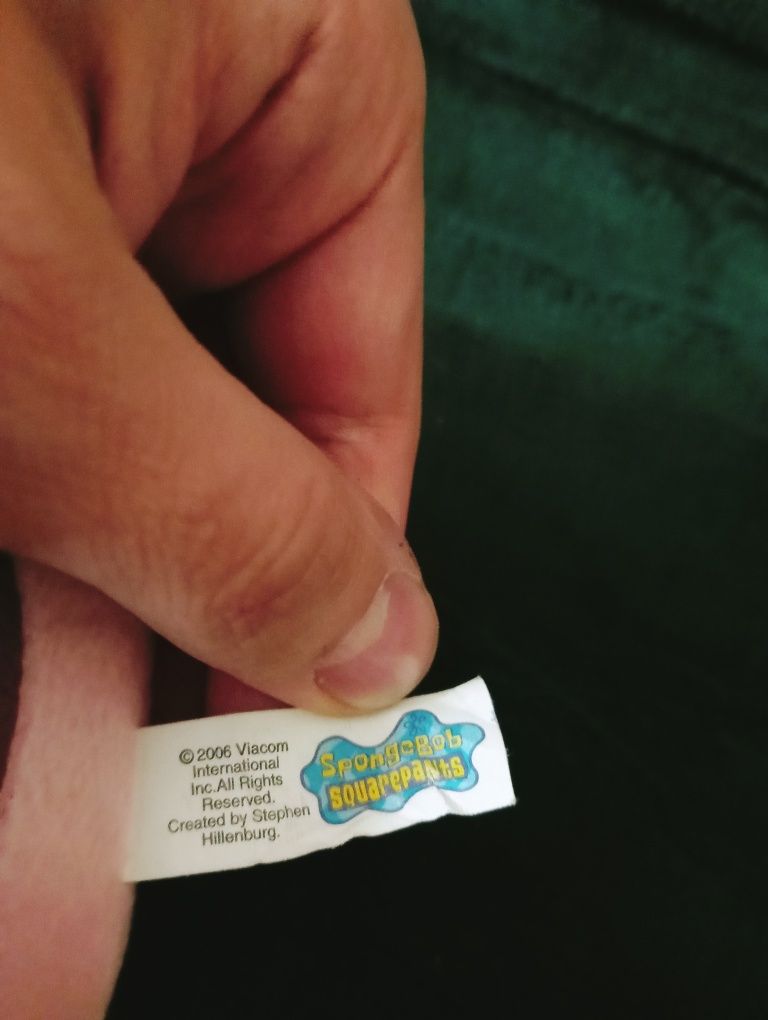 © 2006 Viacom
International
Inc.All Rights
Reserved.
Created by Stephen
Hillenburg.
SpongeBob
squarepants